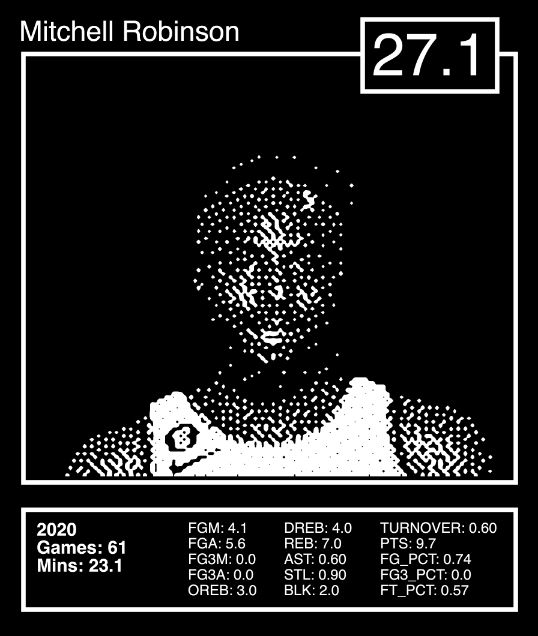 Mitchell Robinson
27.1
2020
Games: 61
Mins: 23.1
FGM: 4.1
FGA: 5.6
FG3M: 0.0
FG3A: 0.0
OREB: 3.0
DREB: 4.0
REB: 7.0
AST: 0.60
STL: 0.90
BLK: 2.0
TURNOVER: 0.60
PTS: 9.7
FG_PCT: 0.74
FG3_PCT: 0.0
FT_PCT: 0.57